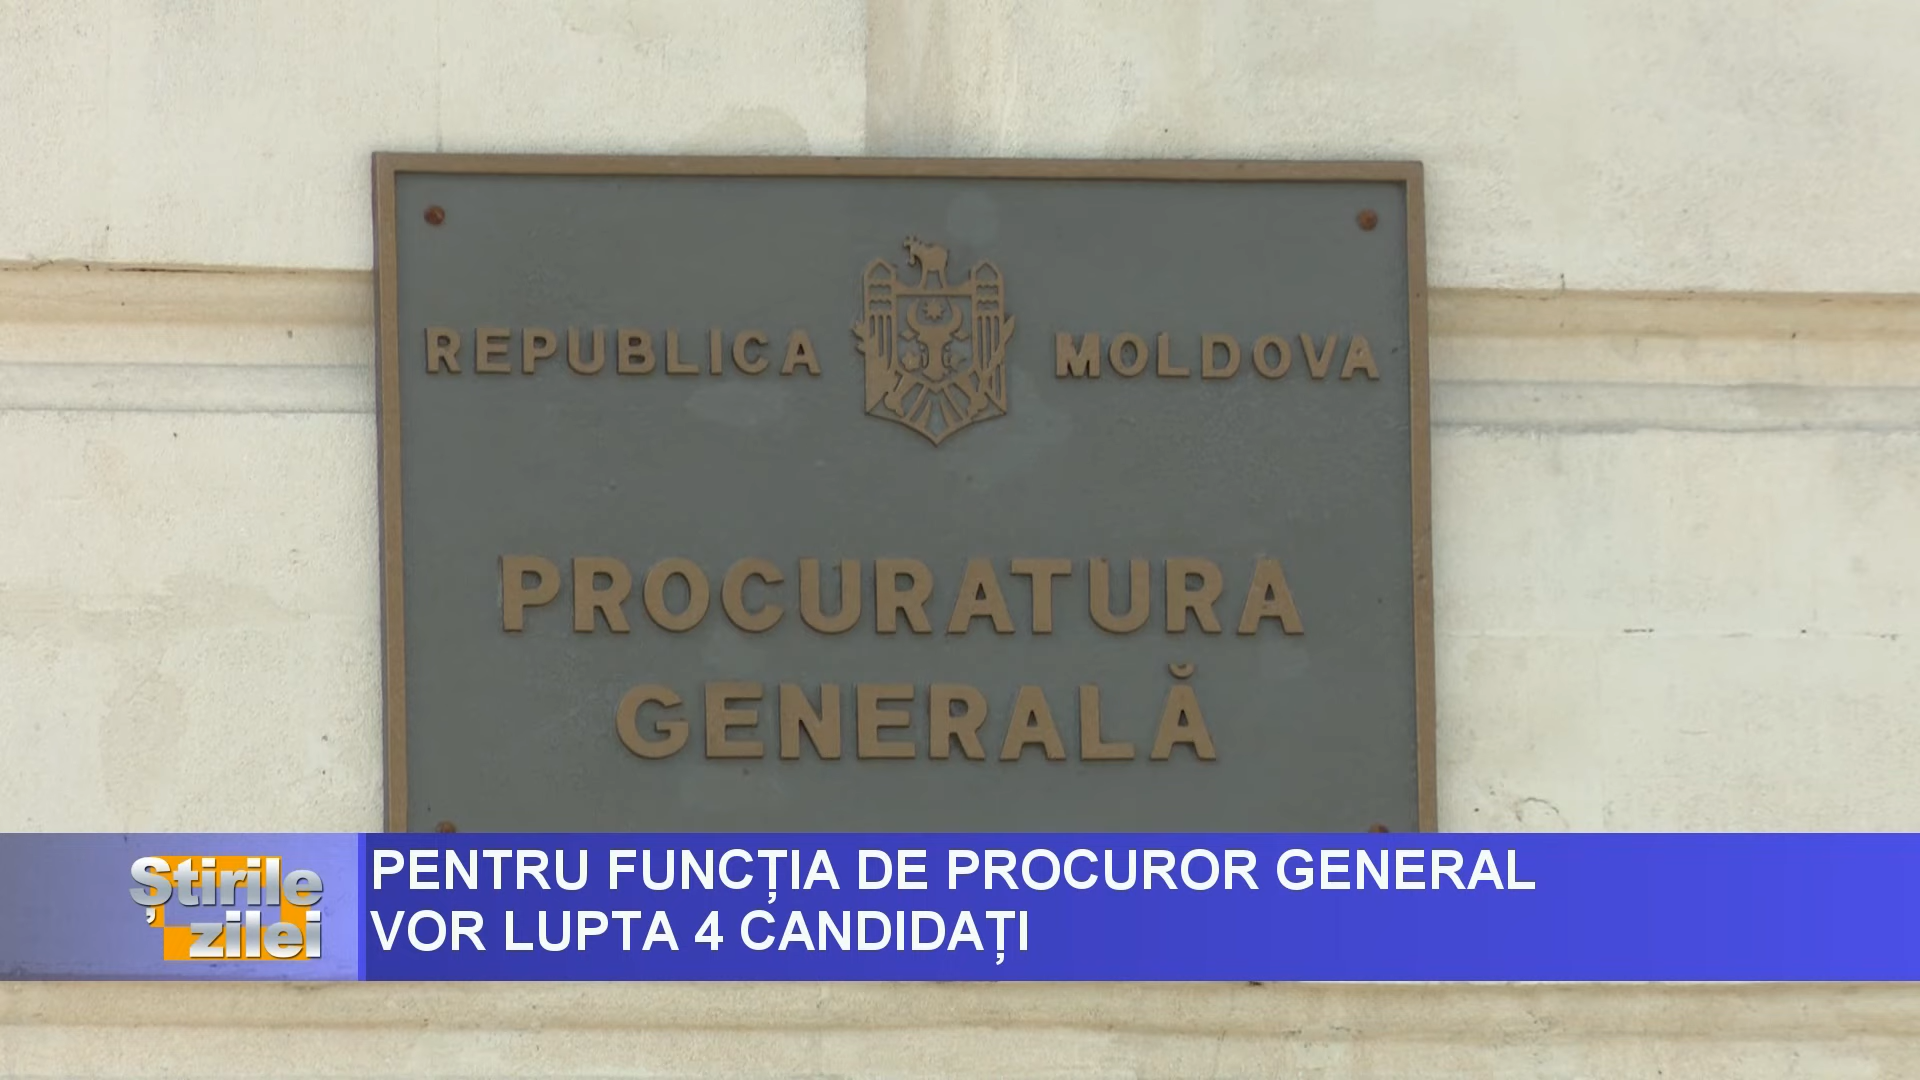 REPUBLICA MOLDOVA
PROCURATURA
GENERALĂ
Știrile
zilei
PENTRU FUNCȚIA DE PROCUROR GENERAL
VOR LUPTA 4 CANDIDAȚI